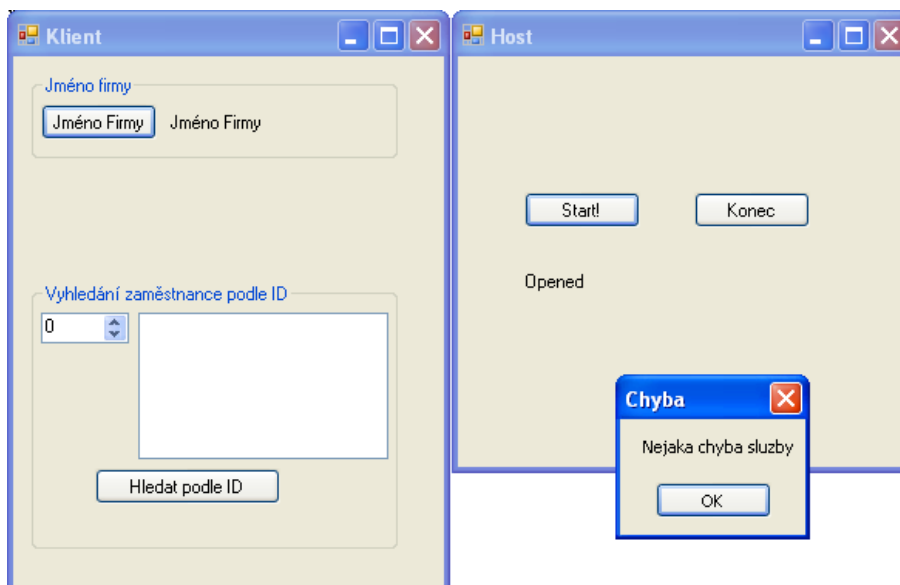 Klient
Jméno firmy
Jméno Firmy Jméno Firmy
Vyhledání zaměstnance podle ID
0
Hledat podle ID
Host
Start! Konec
Opened
Chyba
Nejaka chyba sluzby
OK